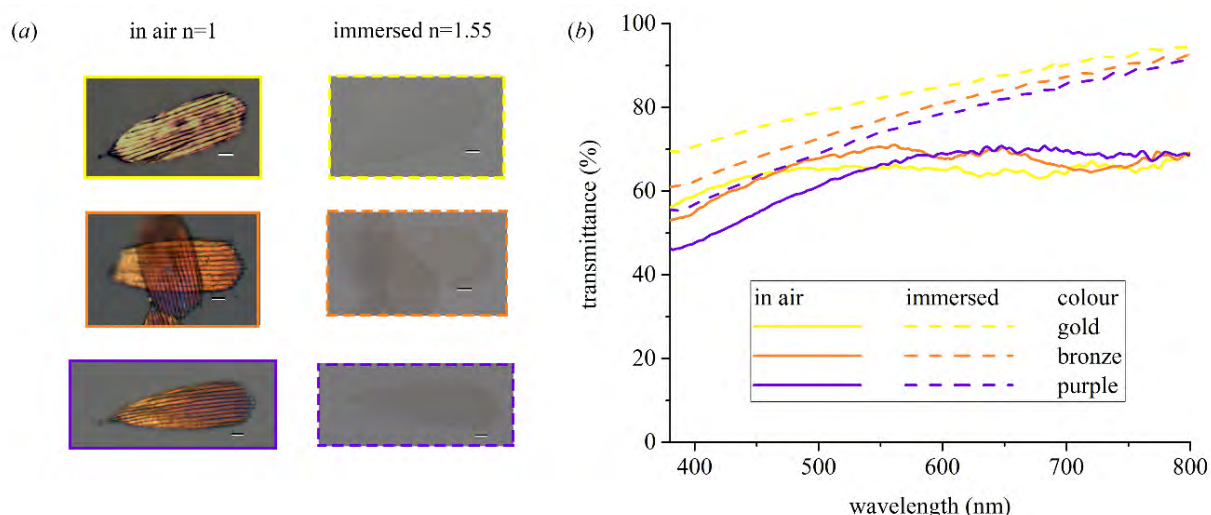 (a) in air n=1 immersed n=1.55
(b)
100
80
60
40
20
0
transmittance (%)
in air immersed colour
gold
bronze
purple
400 500 600 700 800
wavelength (nm)